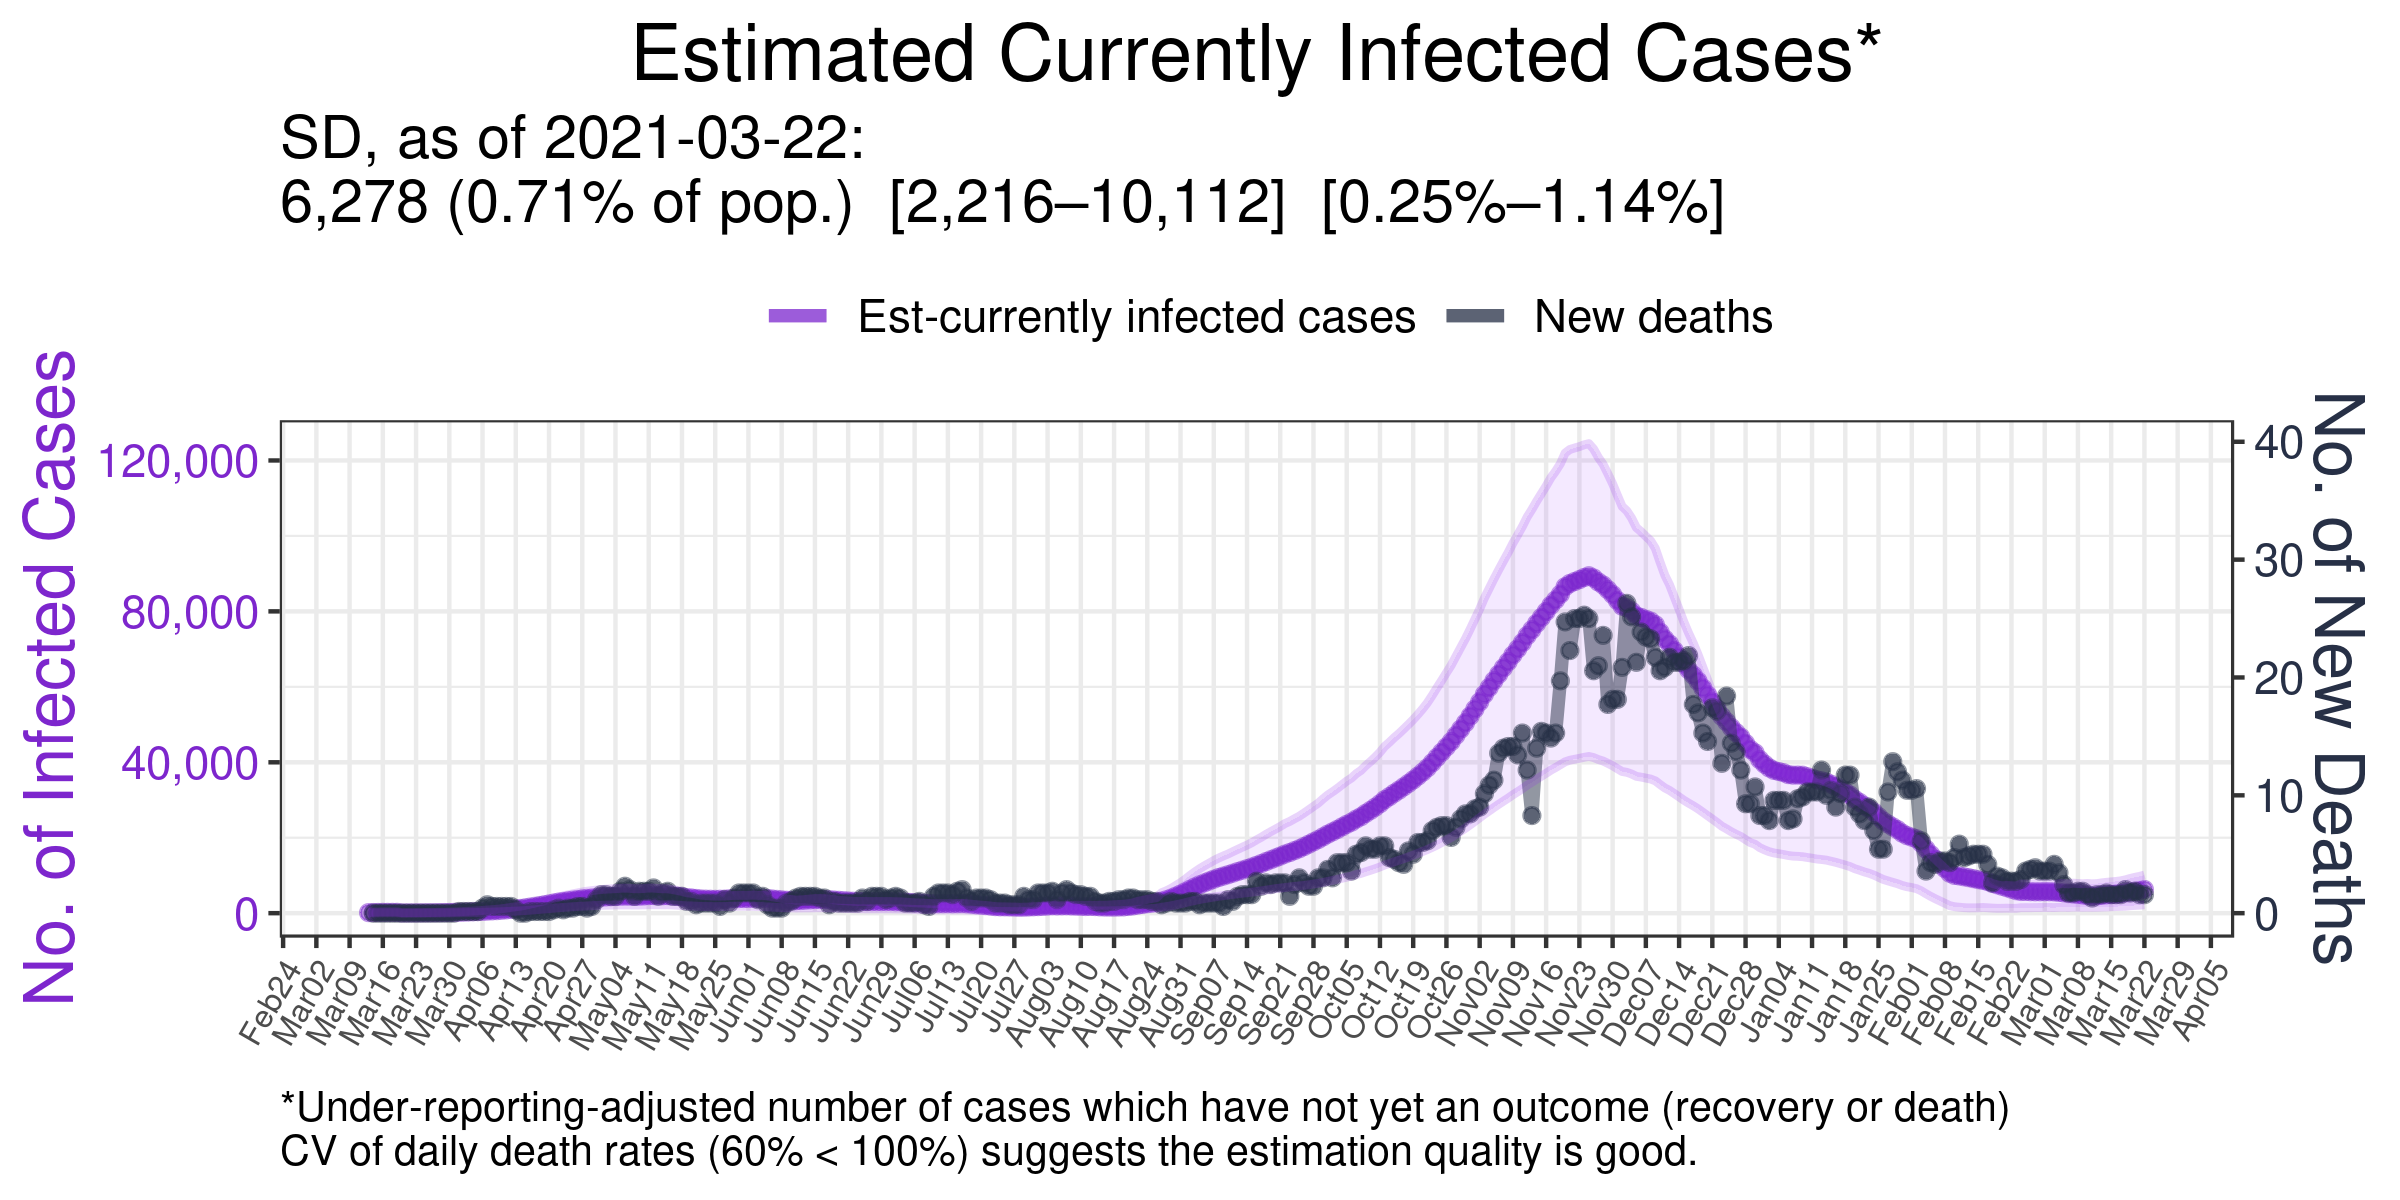 Estimated Currently Infected Cases*
SD, as of 2021-03-22:
6,278 (0.71% of pop.) [2,216–10,112] [0.25%–1.14%]
Est-currently infected cases New deaths
No. of Infected Cases
120,000
80,000
40,000
0
40
30
20
10
0
No. of New Deaths
Feb24 Mar02 Mar09 Mar16 Mar23 Mar30 Apr06 Apr13 Apr20 Apr27 May04 May11 May18 May25 Jun01 Jun08 Jun15 Jun22 Jun29 Jul06 Jul13 Jul20 Jul27 Aug03 Aug10 Aug17 Aug24 Aug31 Sep07 Sep14 Sep21 Sep28 Oct05 Oct12 Oct19 Oct26 Nov02 Nov09 Nov16 Nov23 Nov30 Dec07 Dec14 Dec21 Dec28 Jan04 Jan11 Jan18 Jan25 Feb01 Feb08 Feb15 Feb22 Mar01 Mar08 Mar15 Mar22 Mar29 Apr05
*Under-reporting-adjusted number of cases which have not yet an outcome (recovery or death)
CV of daily death rates (60% < 100%) suggests the estimation quality is good.